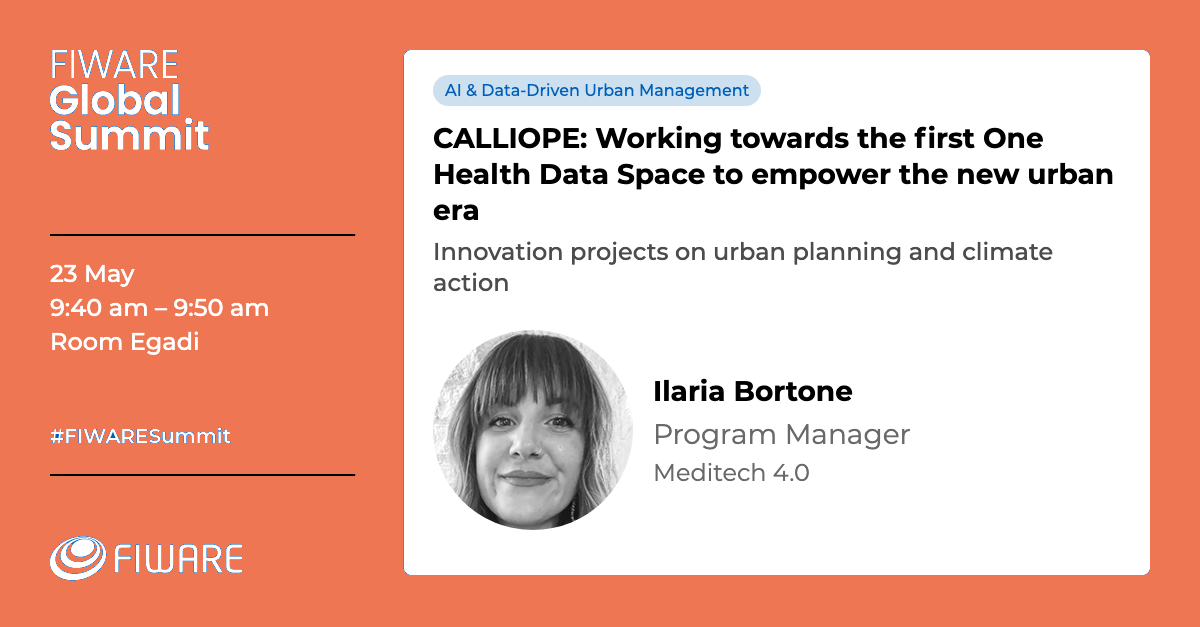 FIWARE
Global
Summit
23 May
9:40 am – 9:50 am
Room Egadi
#FIWARESummit
FIWARE
AI & Data-Driven Urban Management
CALLIOPE: Working towards the first One
Health Data Space to empower the new urban
era
Innovation projects on urban planning and climate
action
Ilaria Bortone
Program Manager
Meditech 4.0